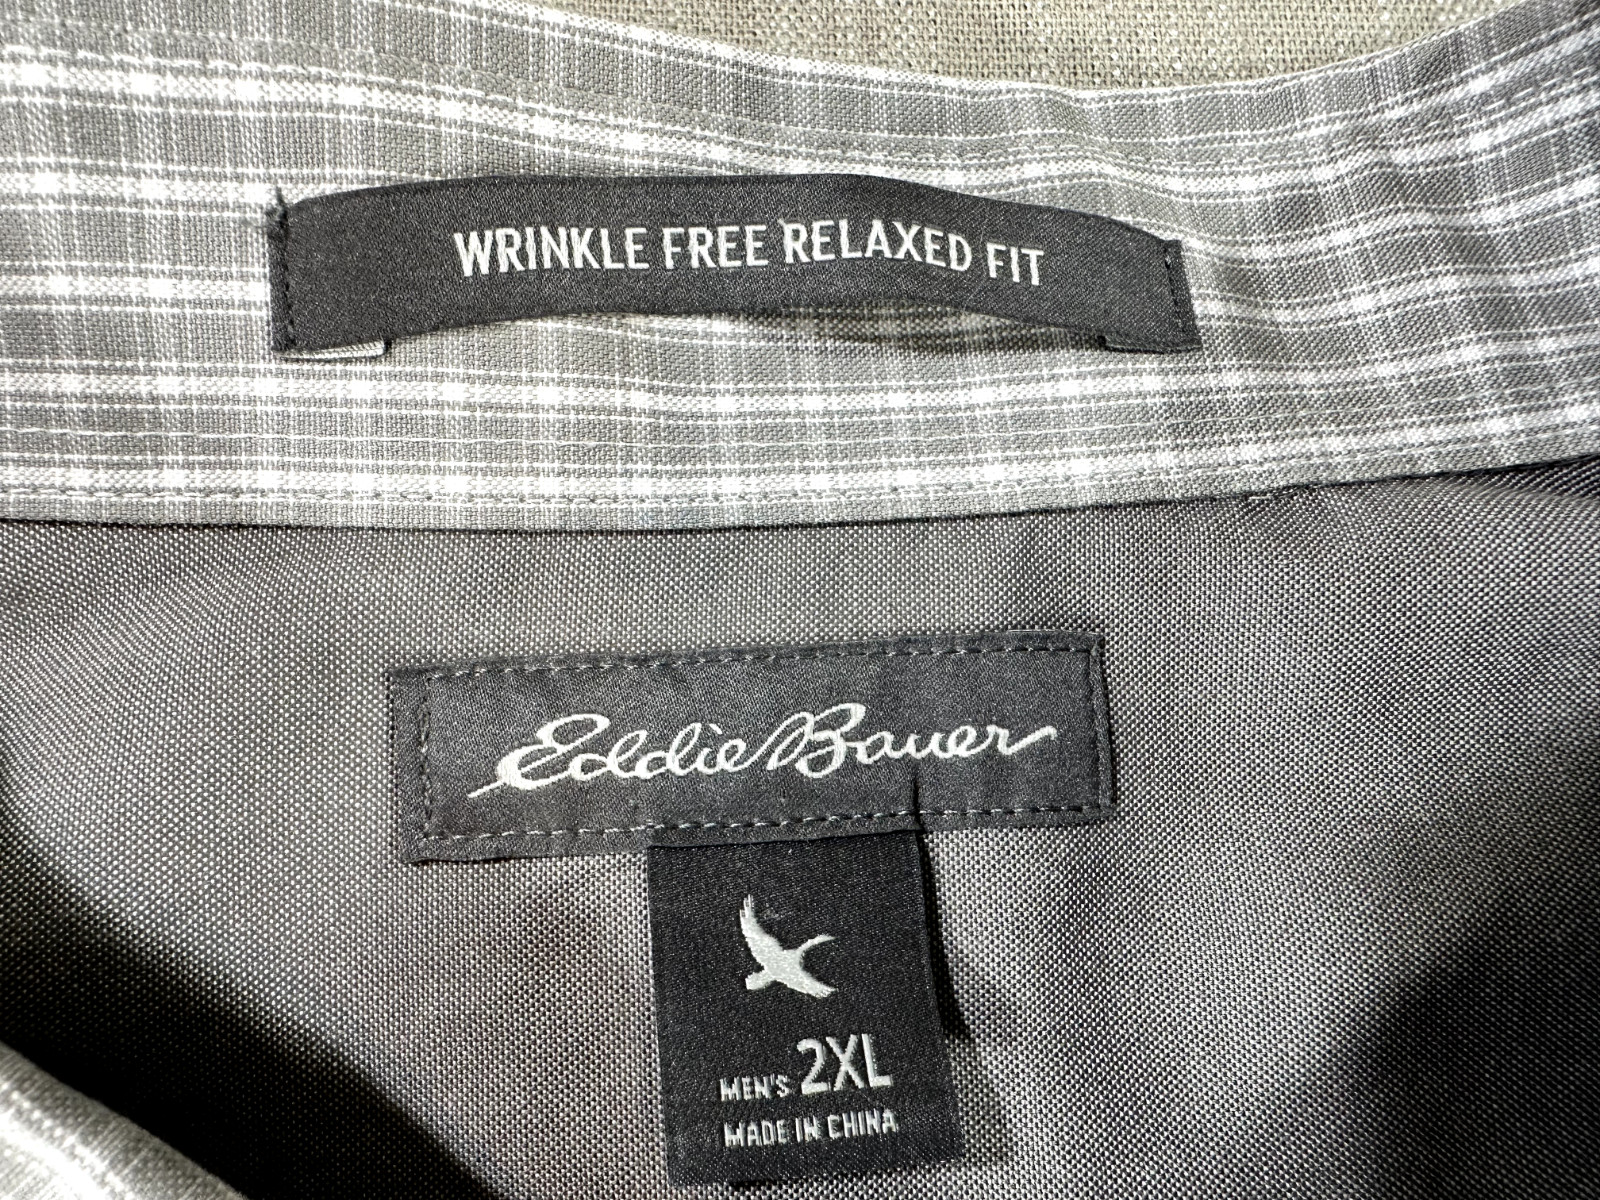 WRINKLE FREE RELAXED FIT
Eddie Bauer
MEN'S 2XL
MADE IN CHINA